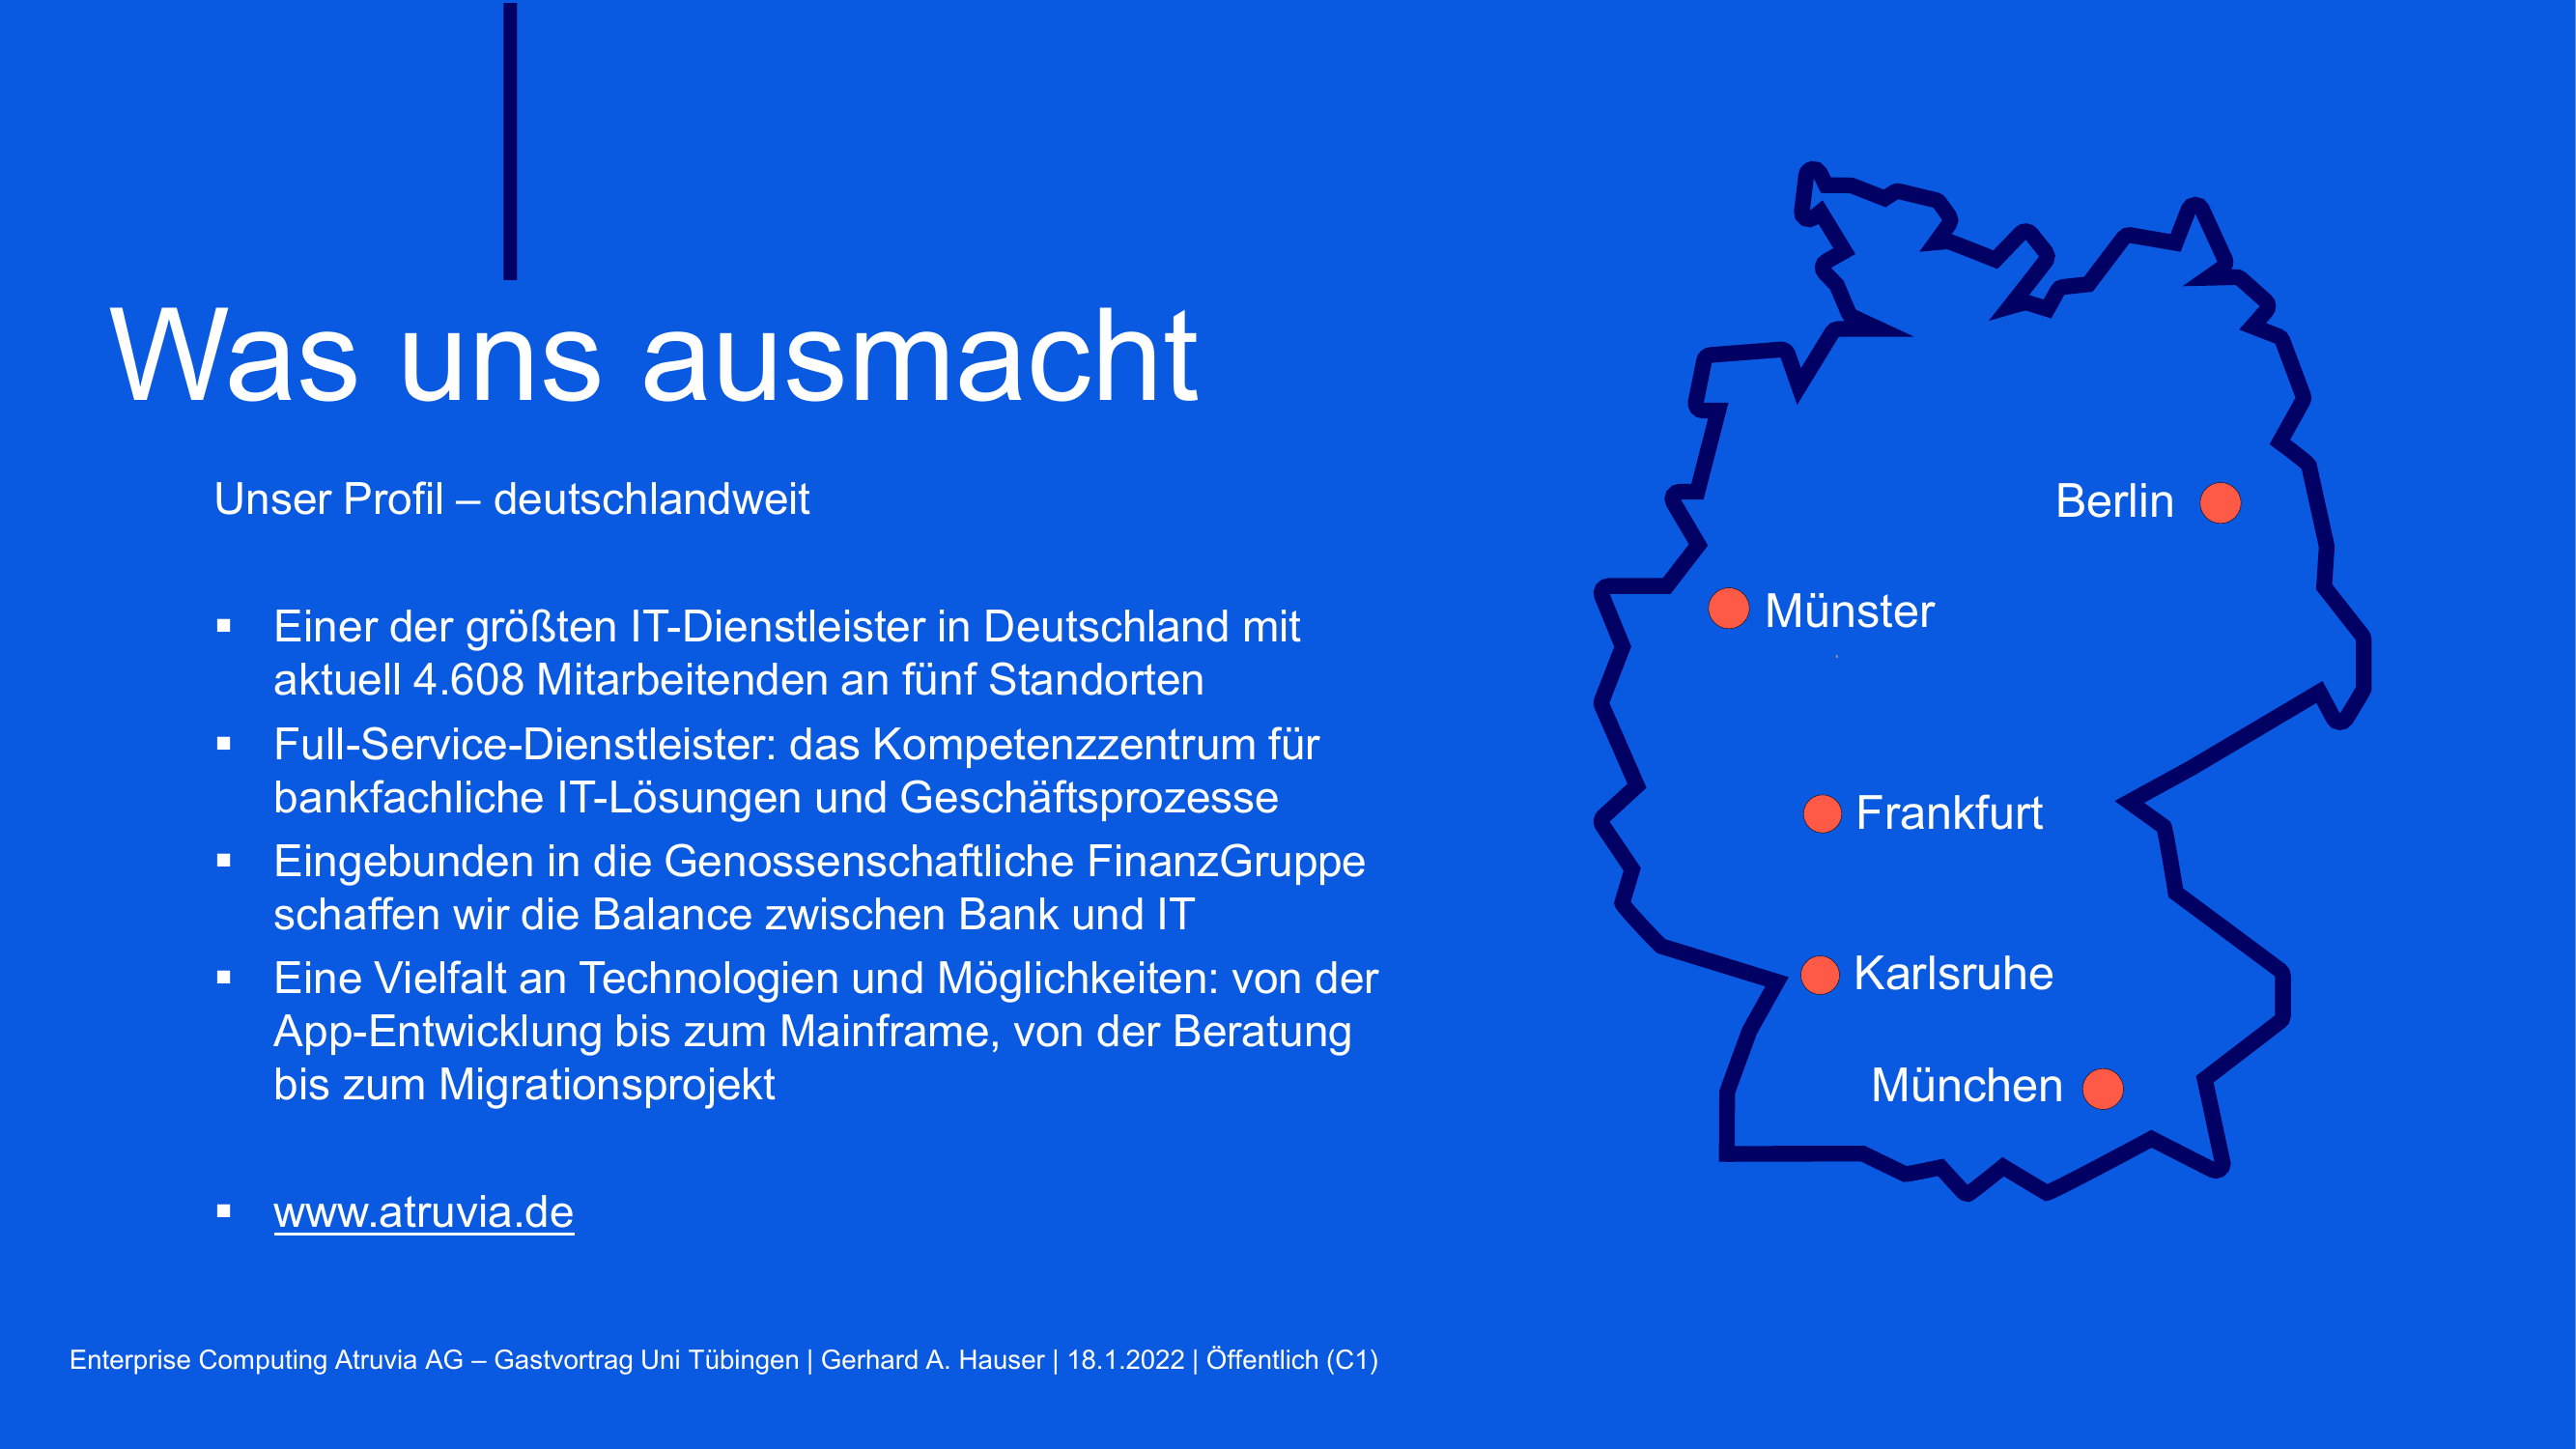 Was uns ausmacht
Unser Profil – deutschlandweit
▪ Einer der größten IT-Dienstleister in Deutschland mit
aktuell 4.608 Mitarbeitenden an fünf Standorten
▪ Full-Service-Dienstleister: das Kompetenzzentrum für
bankfachliche IT-Lösungen und Geschäftsprozesse
▪ Eingebunden in die Genossenschaftliche FinanzGruppe
schaffen wir die Balance zwischen Bank und IT
▪ Eine Vielfalt an Technologien und Möglichkeiten: von der
App-Entwicklung bis zum Mainframe, von der Beratung
bis zum Migrationsprojekt
▪ www.atruvia.de
Berlin
Münster
Frankfurt
Karlsruhe
München
Enterprise Computing Atruvia AG – Gastvortrag Uni Tübingen | Gerhard A. Hauser | 18.1.2022 | Öffentlich (C1)